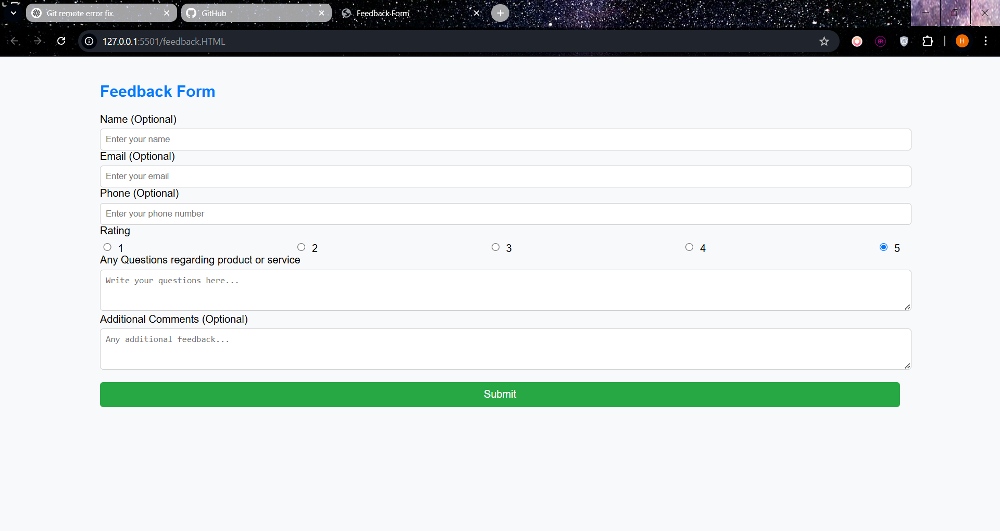 Git remote error fix
GitHub
Feedback Form
127.0.0.1:5501/feedback.HTML
ER
H
Feedback Form
Name (Optional)
Enter your name
Email (Optional)
Enter your email
Phone (Optional)
Enter your phone number
Rating
1 2 3 4 5
Any Questions regarding product or service
Write your questions here...
Additional Comments (Optional)
Any additional feedback...
Submit